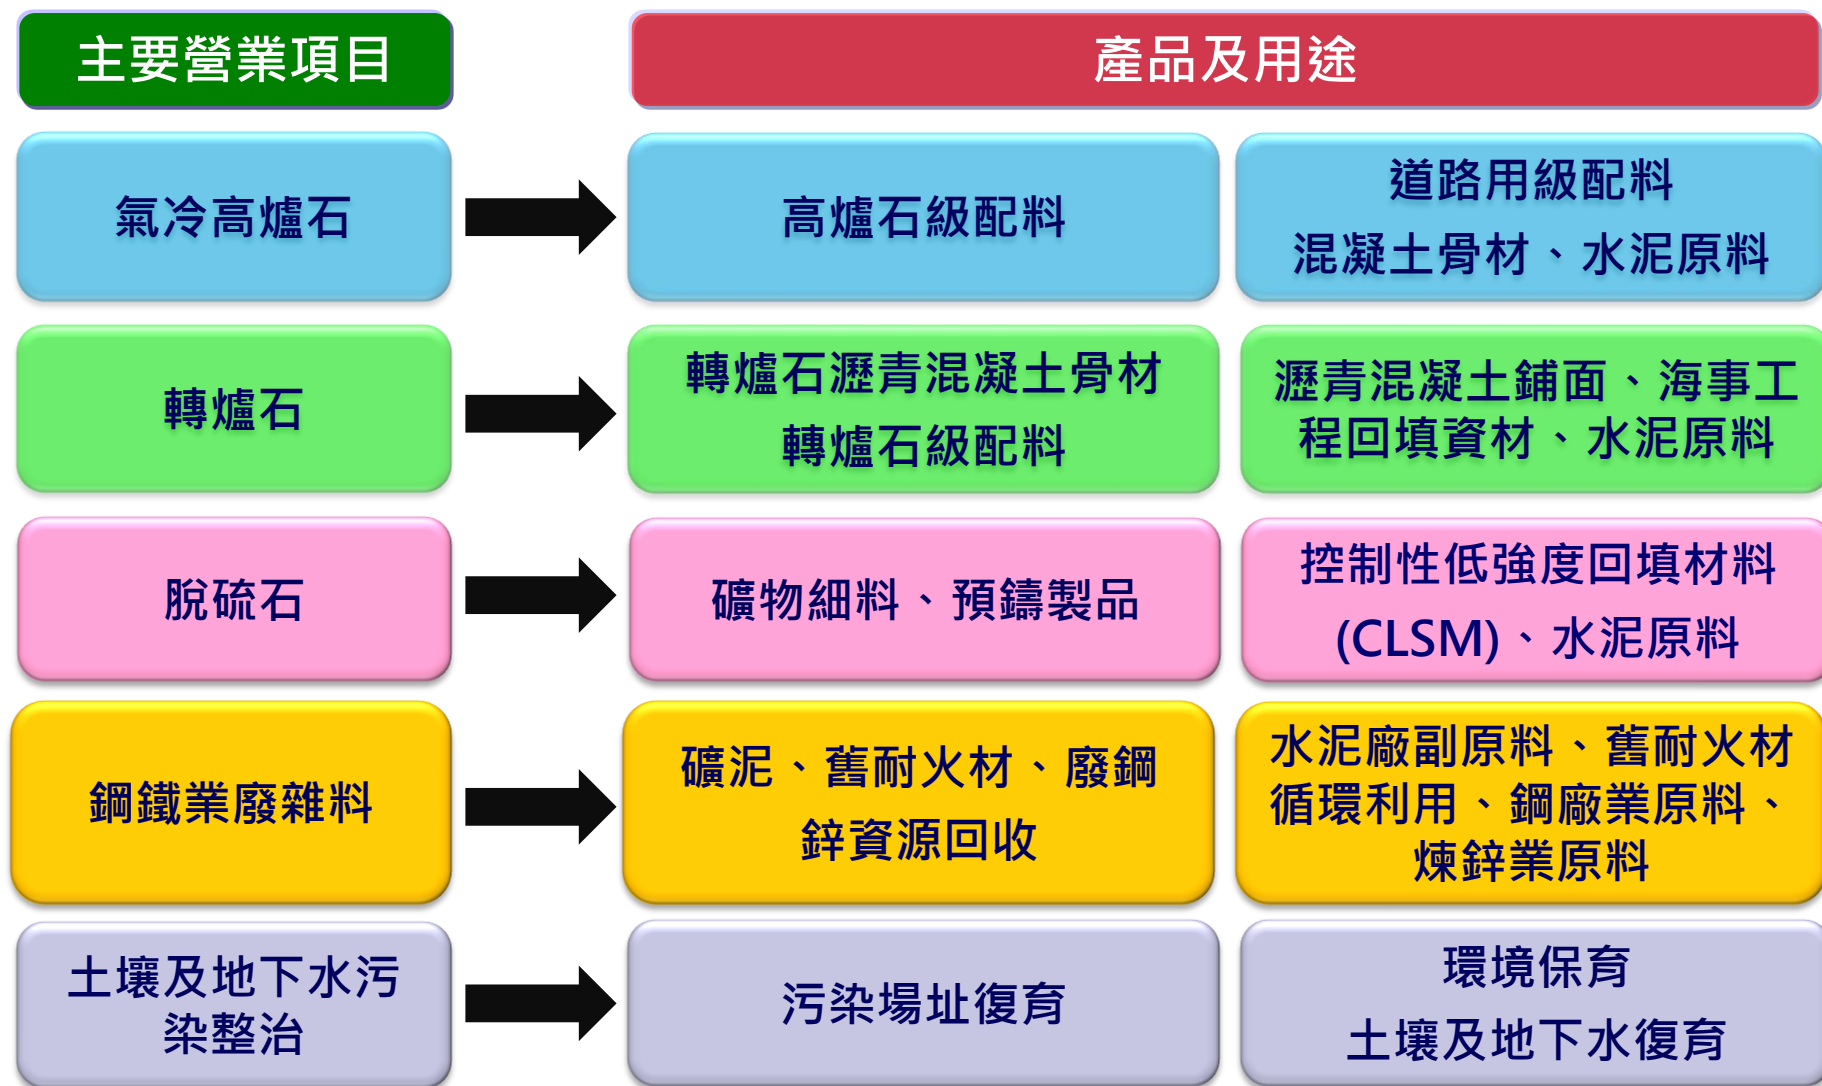 主要營業項目
產品及用途
氣冷高爐石
高爐石級配料
道路用級配料
混凝土骨材、水泥原料
轉爐石
轉爐石瀝青混凝土骨材
轉爐石級配料
瀝青混凝土鋪面、海事工
程回填資材、水泥原料
脫硫石
礦物細料、預鑄製品
控制性低強度回填材料
(CLSM)、水泥原料
鋼鐵業廢雜料
礦泥、舊耐火材、廢鋼
鋅資源回收
水泥廠副原料、舊耐火材
循環利用、鋼廠業原料、
煉鋅業原料
土壤及地下水污
染整治
污染場址復育
環境保育
土壤及地下水復育